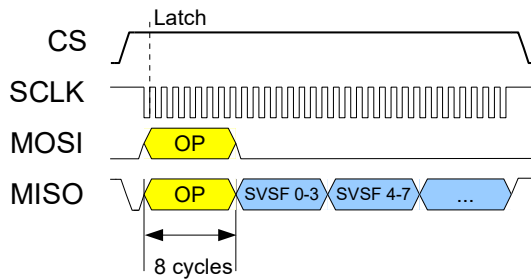 Latch
CS
SCLK
MOSI OP
MISO OP SVSF 0-3 SVSF 4-7 ...
8 cycles